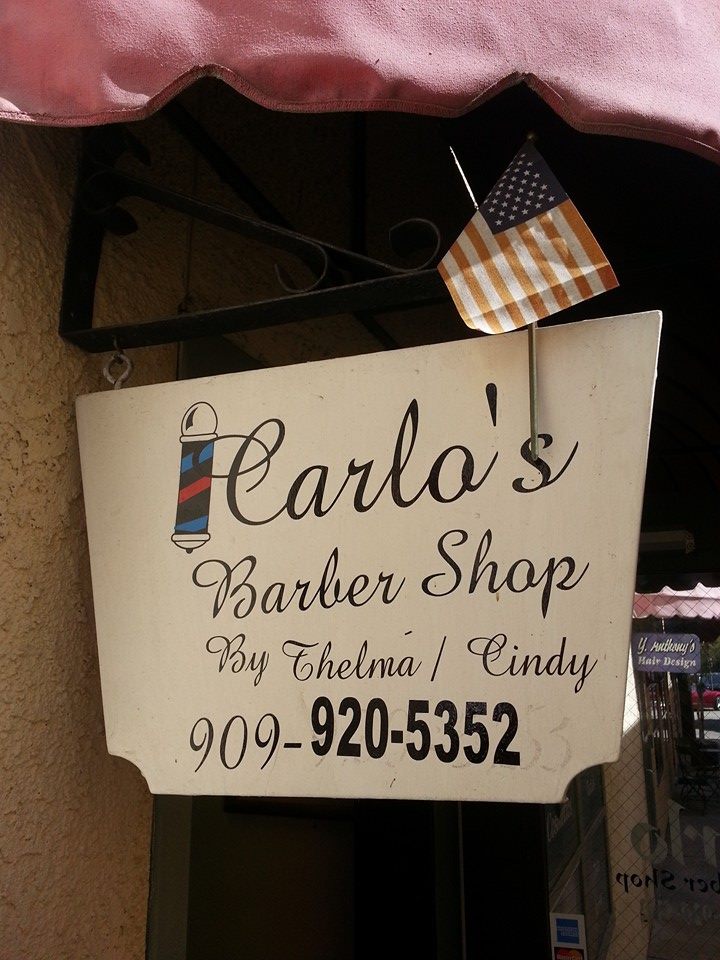 Carlo's
Barber Shop
By Thelma / Cindy
909-920-5352
Y. Anthony's
Hair Design